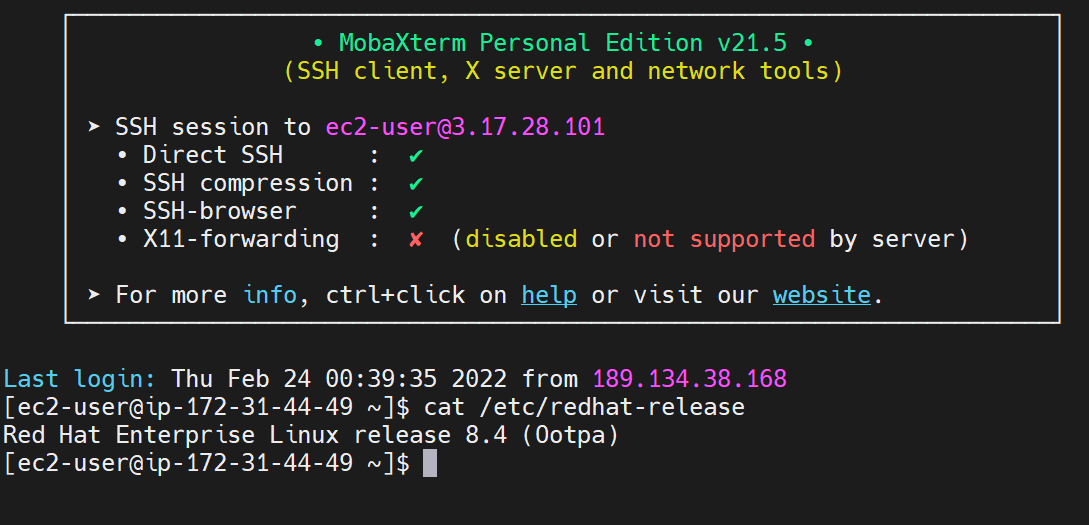 • MobaXterm Personal Edition v21.5 •
(SSH client, X server and network tools)
➤ SSH session to ec2-user@3.17.28.101
• Direct SSH : ✔
• SSH compression : ✔
• SSH-browser : ✔
• X11-forwarding : ✘ (disabled or not supported by server)
➤ For more info, ctrl+click on help or visit our website.
Last login: Thu Feb 24 00:39:35 2022 from 189.134.38.168
[ec2-user@ip-172-31-44-49 ~]$ cat /etc/redhat-release
Red Hat Enterprise Linux release 8.4 (Ootpa)
[ec2-user@ip-172-31-44-49 ~]$